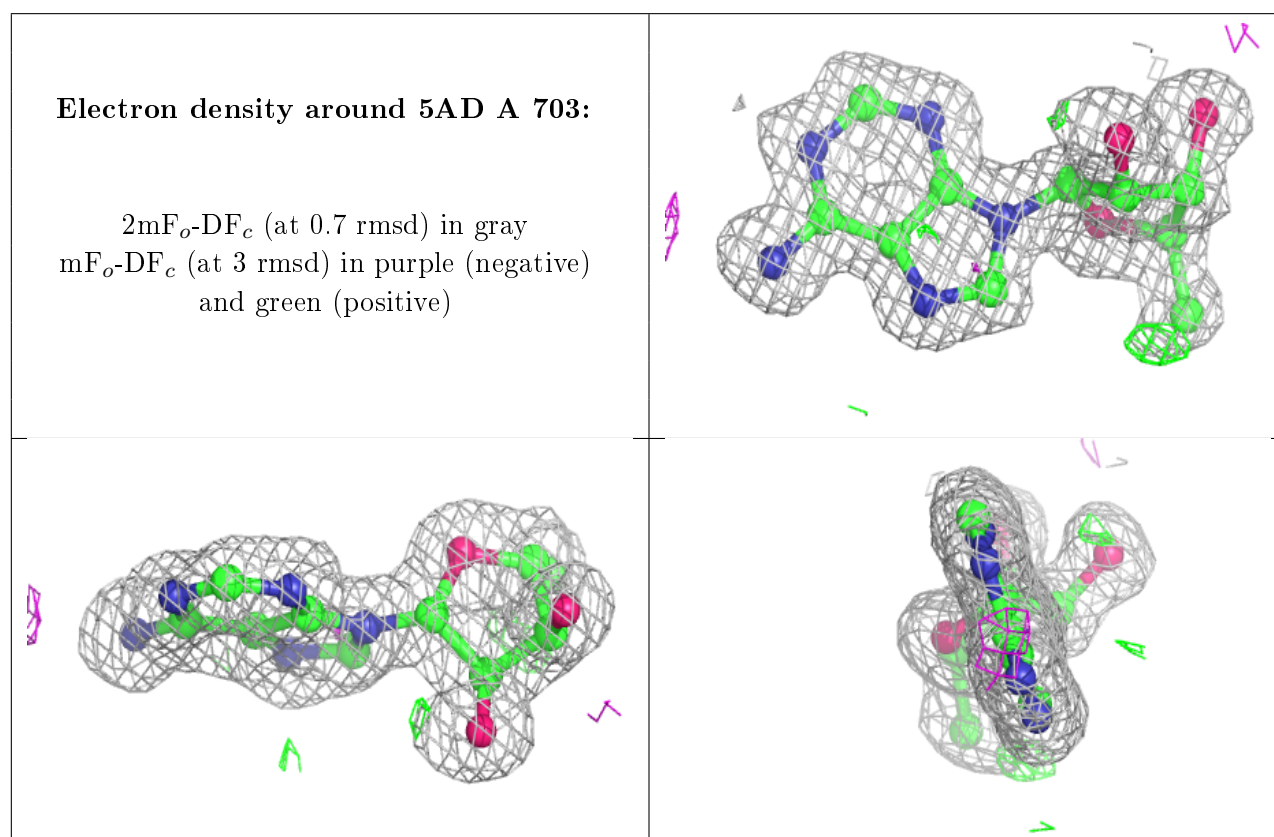 Electron density around 5AD A 703:
2mFo-DFc (at 0.7 rmsd) in gray
mFo-DFc (at 3 rmsd) in purple (negative)
and green (positive)